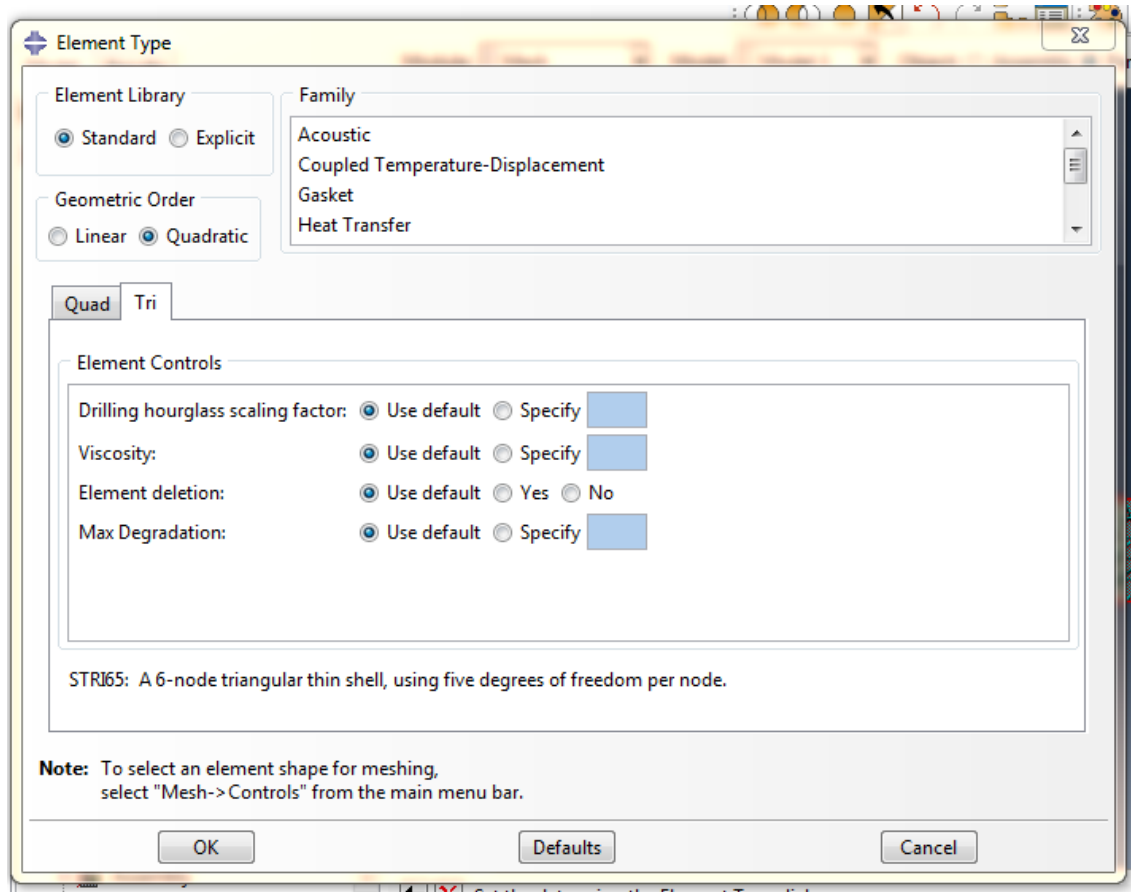 Element Type
Element Library
Standard Explicit
Family
Acoustic
Coupled Temperature-Displacement
Gasket
Heat Transfer
Geometric Order
Linear Quadratic
Quad Tri
Element Controls
Drilling hourglass scaling factor: Use default Specify
Viscosity: Use default Specify
Element deletion: Use default Yes No
Max Degradation: Use default Specify
STRI65: A 6-node triangular thin shell, using five degrees of freedom per node.
Note: To select an element shape for meshing,
select "Mesh->Controls" from the main menu bar.
OK Defaults Cancel